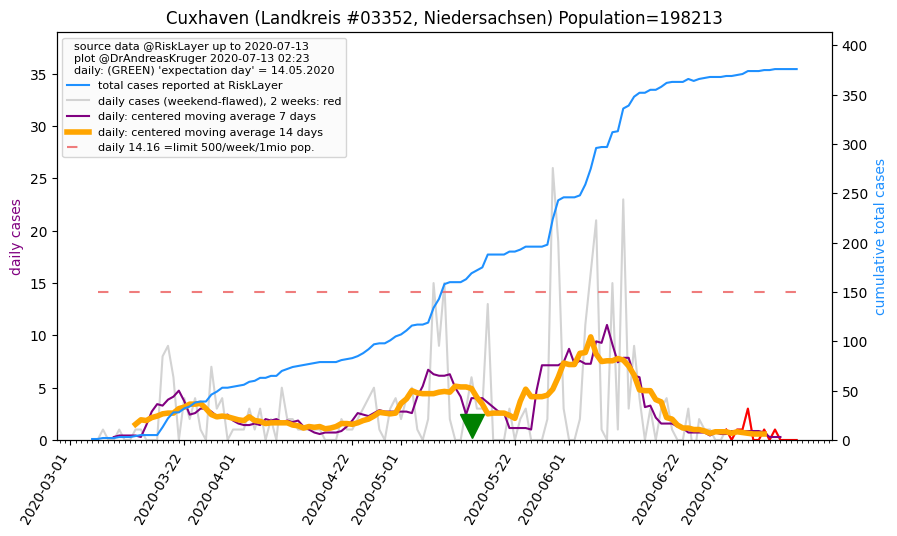 Cuxhaven (Landkreis #03352, Niedersachsen) Population=198213
source data @RiskLayer up to 2020-07-13
plot @DrAndreasKruger 2020-07-13 02:23
daily: (GREEN) 'expectation day' = 14.05.2020
total cases reported at RiskLayer
daily cases (weekend-flawed), 2 weeks: red
daily: centered moving average 7 days
daily: centered moving average 14 days
daily 14.16 =limit 500/week/1mio pop.
daily cases
35
30
25
20
15
10
5
0
400
350
300
250
200
150
100
50
0
cumulative total cases
2020-03-01
2020-03-22
2020-04-01
2020-04-22
2020-05-01
2020-05-22
2020-06-01
2020-06-22
2020-07-01